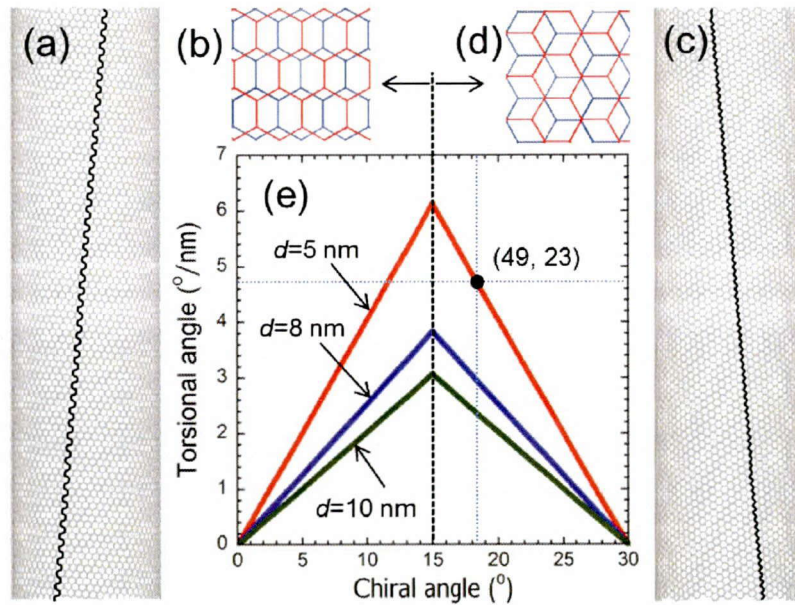 (a)
(b)
(d)
(c)
(e)
7
6
5
4
3
2
1
0
Torsional angle (°/nm)
d=5 nm
d=8 nm
d=10 nm
(49, 23)
0 5 10 15 20 25 30
Chiral angle (°)